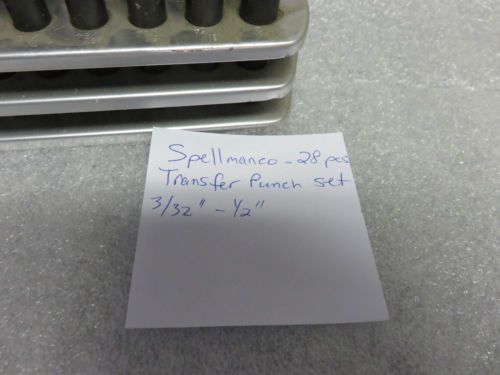 Spellmanco - 28 pcs
Transfer Punch set
3/32" - 1/2"